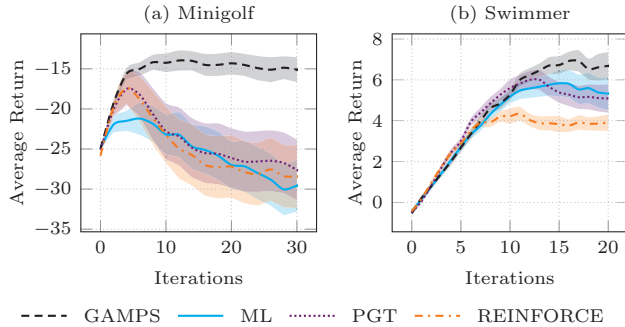 (a) Minigolf
(b) Swimmer
Average Return
−15
−20
−25
−30
−35
0
10
20
30
Iterations
Average Return
8
6
4
2
0
0
5
10
15
20
Iterations
GAMPS
ML
PGT
REINFORCE